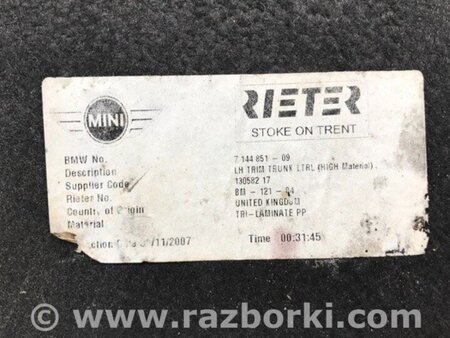 MINI
RIETER
STOKE ON TRENT
BMW No. 7 144 851 - 09
Description LH TRIM TRUNK LTRL (HIGH Material)
Supplier Code 130582 17
Rieter No. BM - 121 - 04
Country of Origin UNITED KINGDOM
Material TRI-LAMINATE PP
/11/2007 Time 00:31:45
© www.razborki.com